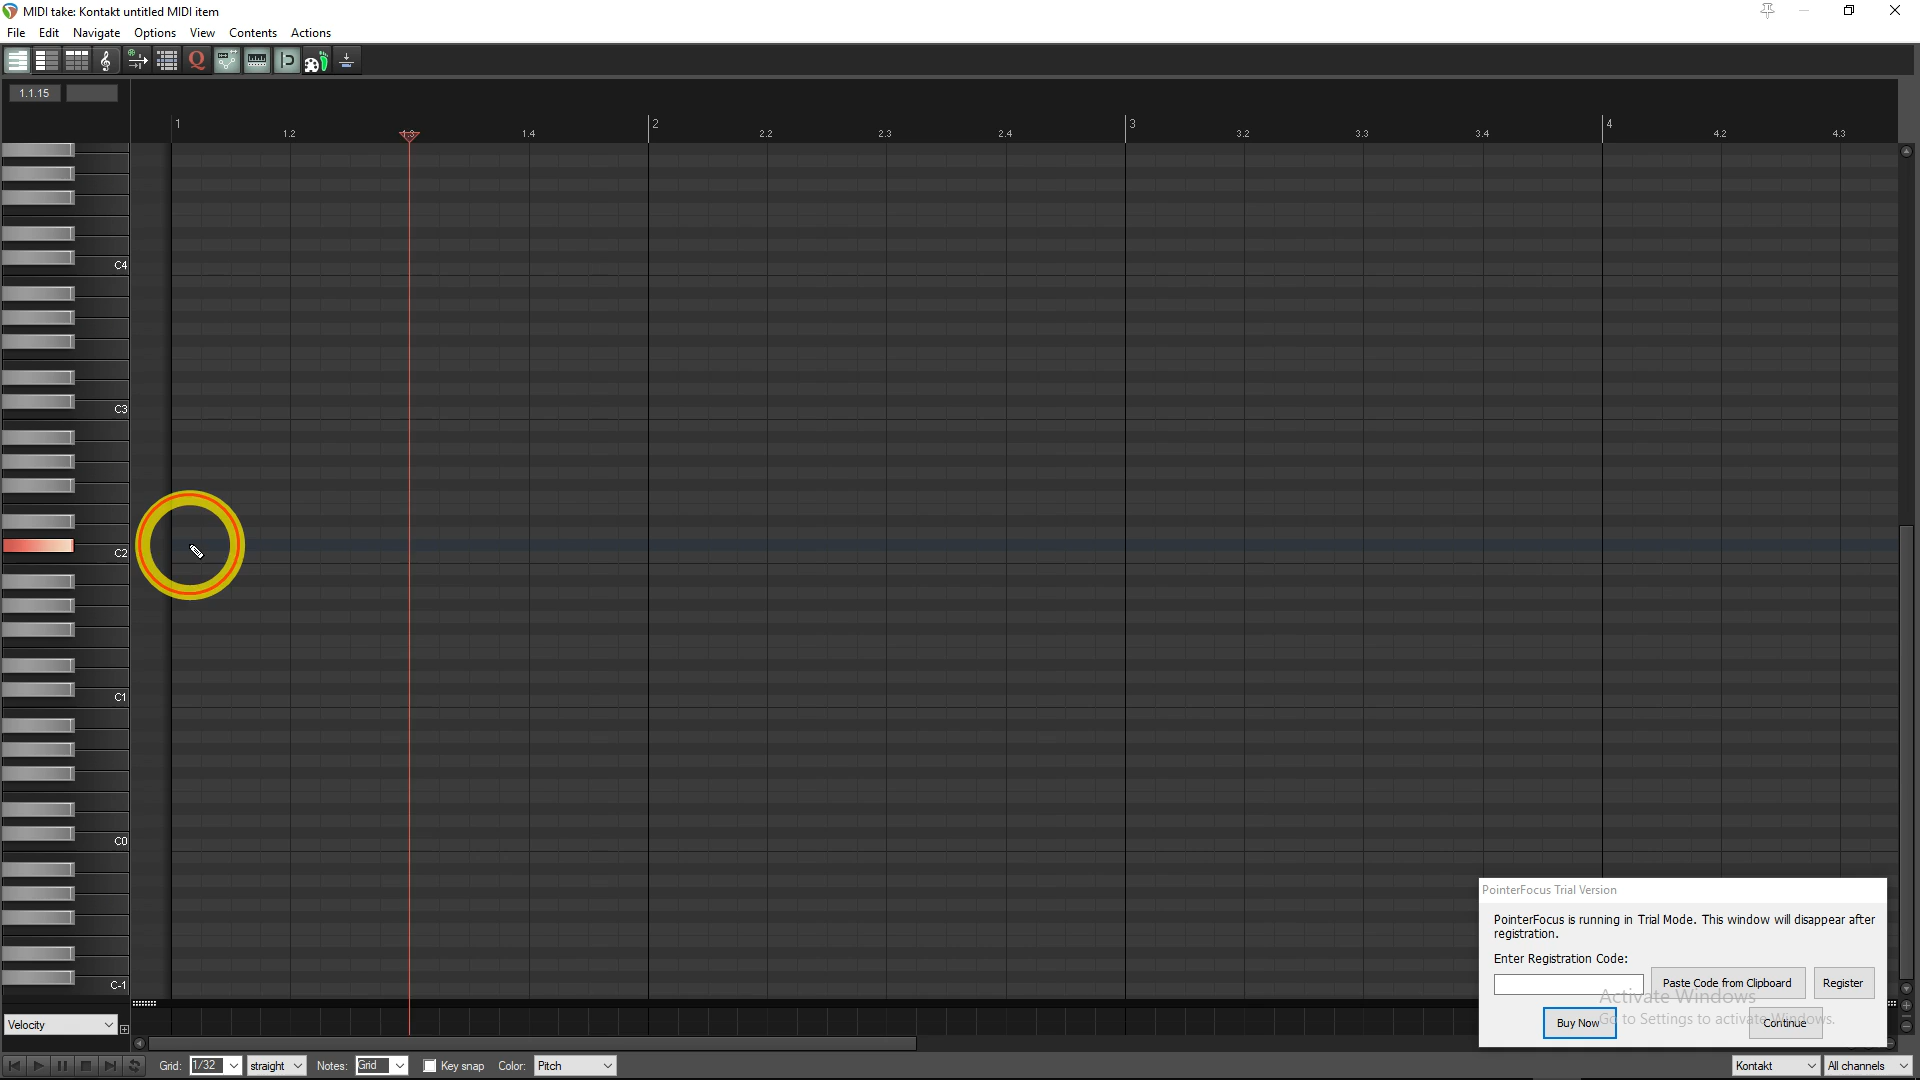 MIDI take: Kontakt untitled MIDI item
File Edit Navigate Options View Contents Actions
Q
1.1.15
1 2 3 4
1.2 1.3 1.4 2.2 2.3 2.4 3.2 3.3 3.4 4.2 4.3
C4
C3
C2
C1
C0
C-1
PointerFocus Trial Version
PointerFocus is running in Trial Mode. This window will disappear after
registration.
Enter Registration Code:
Paste Code from Clipboard Register
Activate Windows
Go to Settings to activate Windows.
Buy Now Continue
Velocity
Grid: 1/32 straight Notes: Grid Key snap Color: Pitch Kontakt All channels